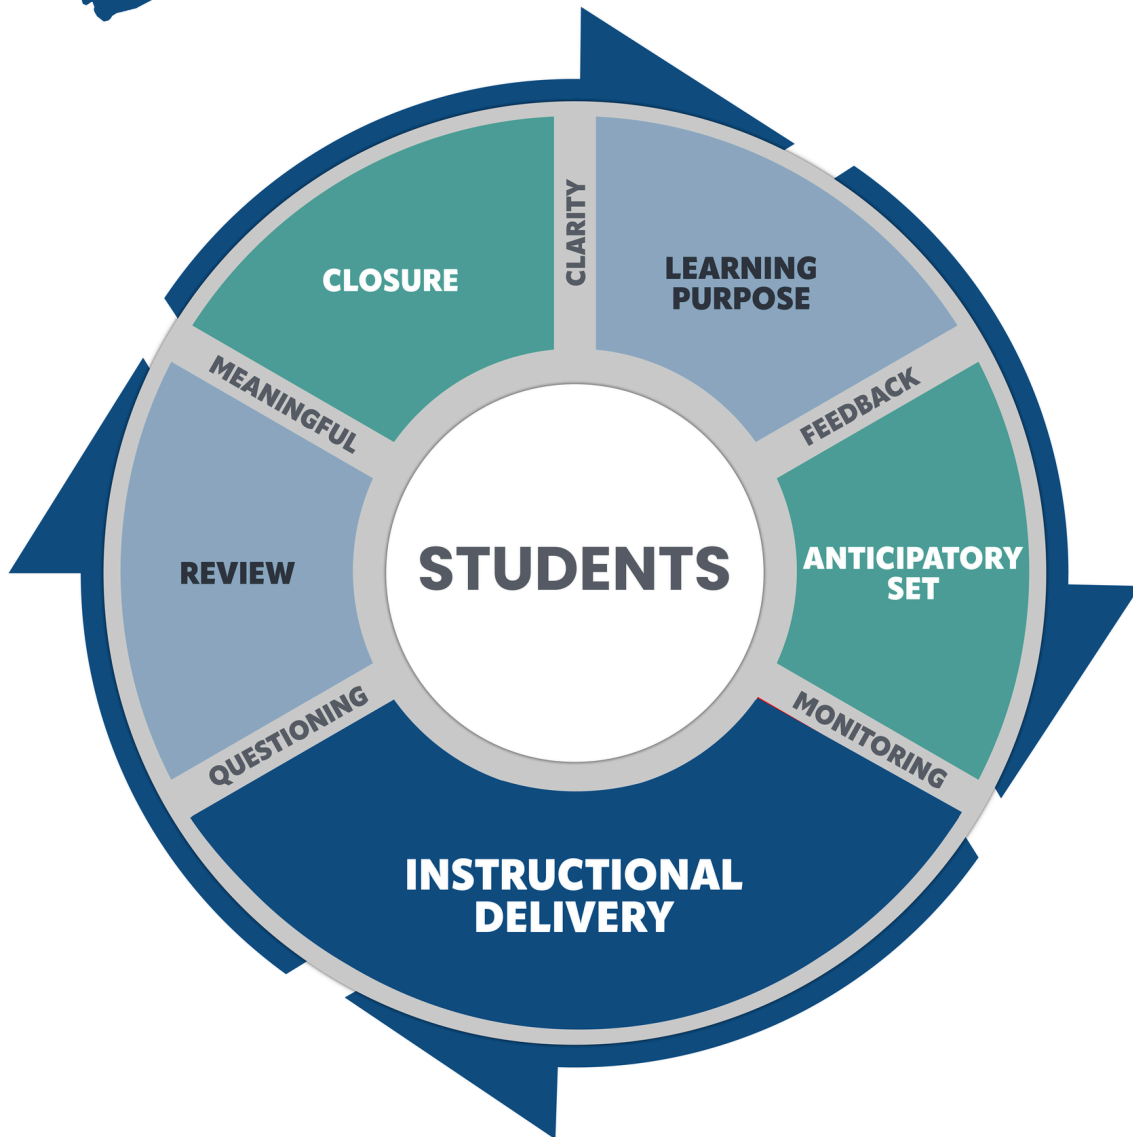 CLARITY
LEARNING
PURPOSE
FEEDBACK
ANTICIPATORY
SET
MONITORING
INSTRUCTIONAL
DELIVERY
QUESTIONING
REVIEW
MEANINGFUL
CLOSURE
STUDENTS